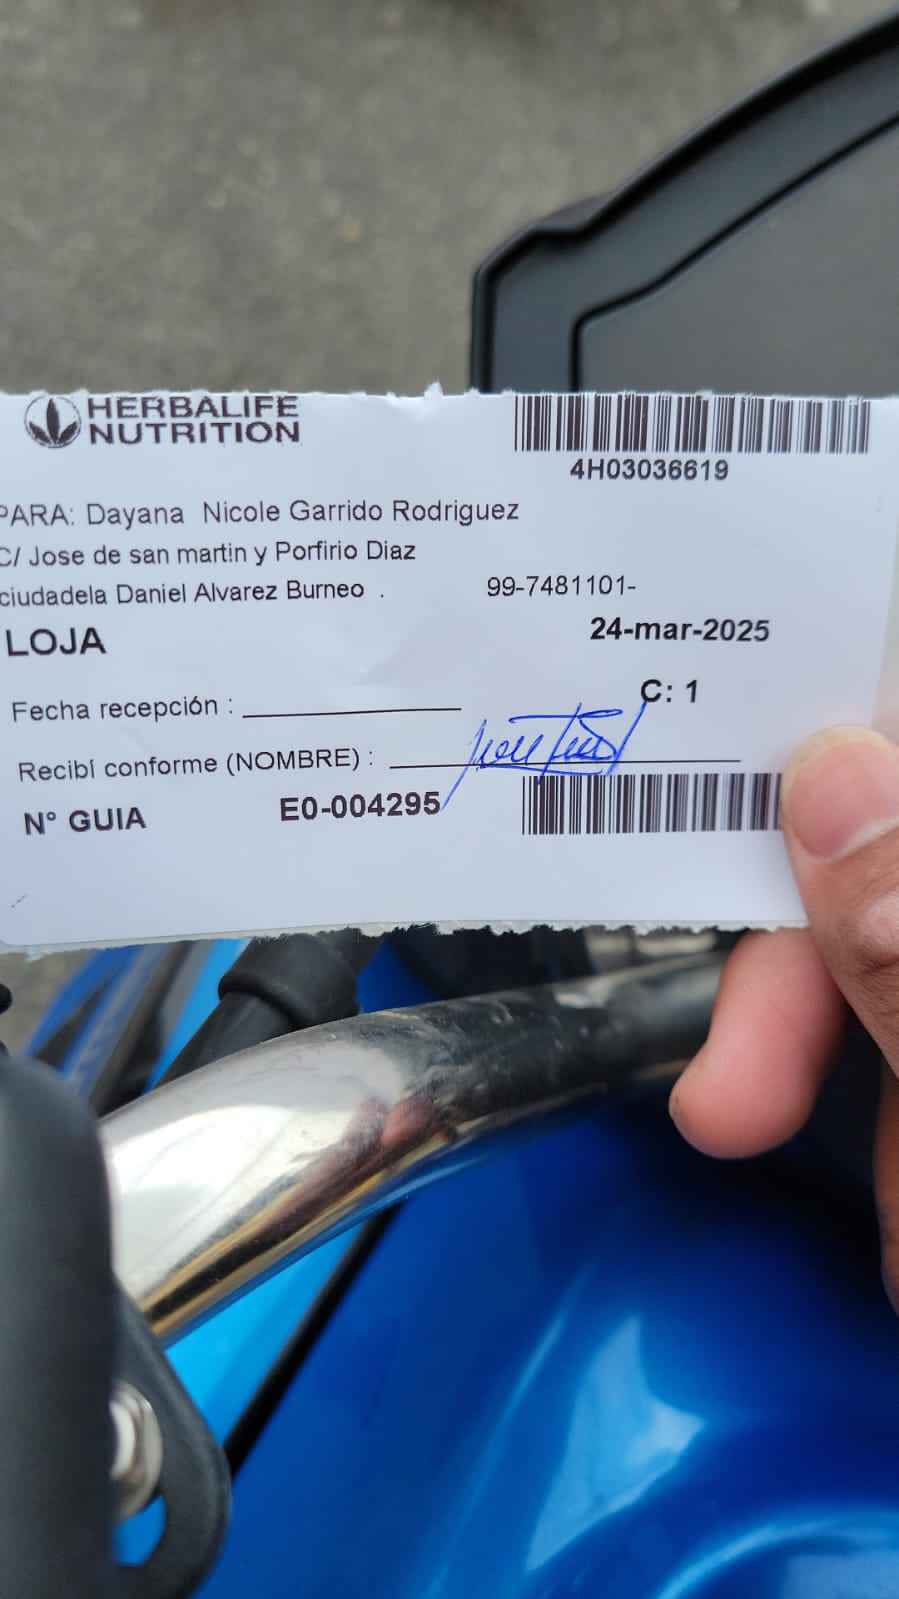 HERBALIFE
NUTRITION
4H03036619
PARA: Dayana Nicole Garrido Rodriguez
C/ Jose de san martin y Porfirio Diaz
ciudadela Daniel Alvarez Burneo . 99-7481101-
LOJA
24-mar-2025
C: 1
Fecha recepción :
Recibí conforme (NOMBRE) :
N° GUIA E0-004295